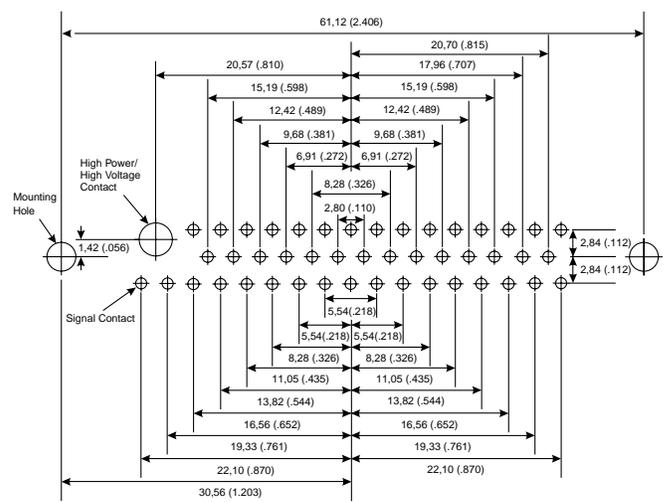 61,12 (2.406)
20,70 (.815)
20,57 (.810) 17,96 (.707)
15,19 (.598) 15,19 (.598)
12,42 (.489) 12,42 (.489)
9,68 (.381) 9,68 (.381)
6,91 (.272) 6,91 (.272)
High Power/
High Voltage
Contact
8,28 (.326)
Mounting
Hole
2,80 (.110)
1,42 (.056)
2,84 (.112)
2,84 (.112)
Signal Contact
5,54(.218)
5,54(.218) 5,54(.218)
8,28 (.326) 8,28 (.326)
11,05 (.435) 11,05 (.435)
13,82 (.544) 13,82 (.544)
16,56 (.652) 16,56 (.652)
19,33 (.761) 19,33 (.761)
22,10 (.870) 22,10 (.870)
30,56 (1.203)